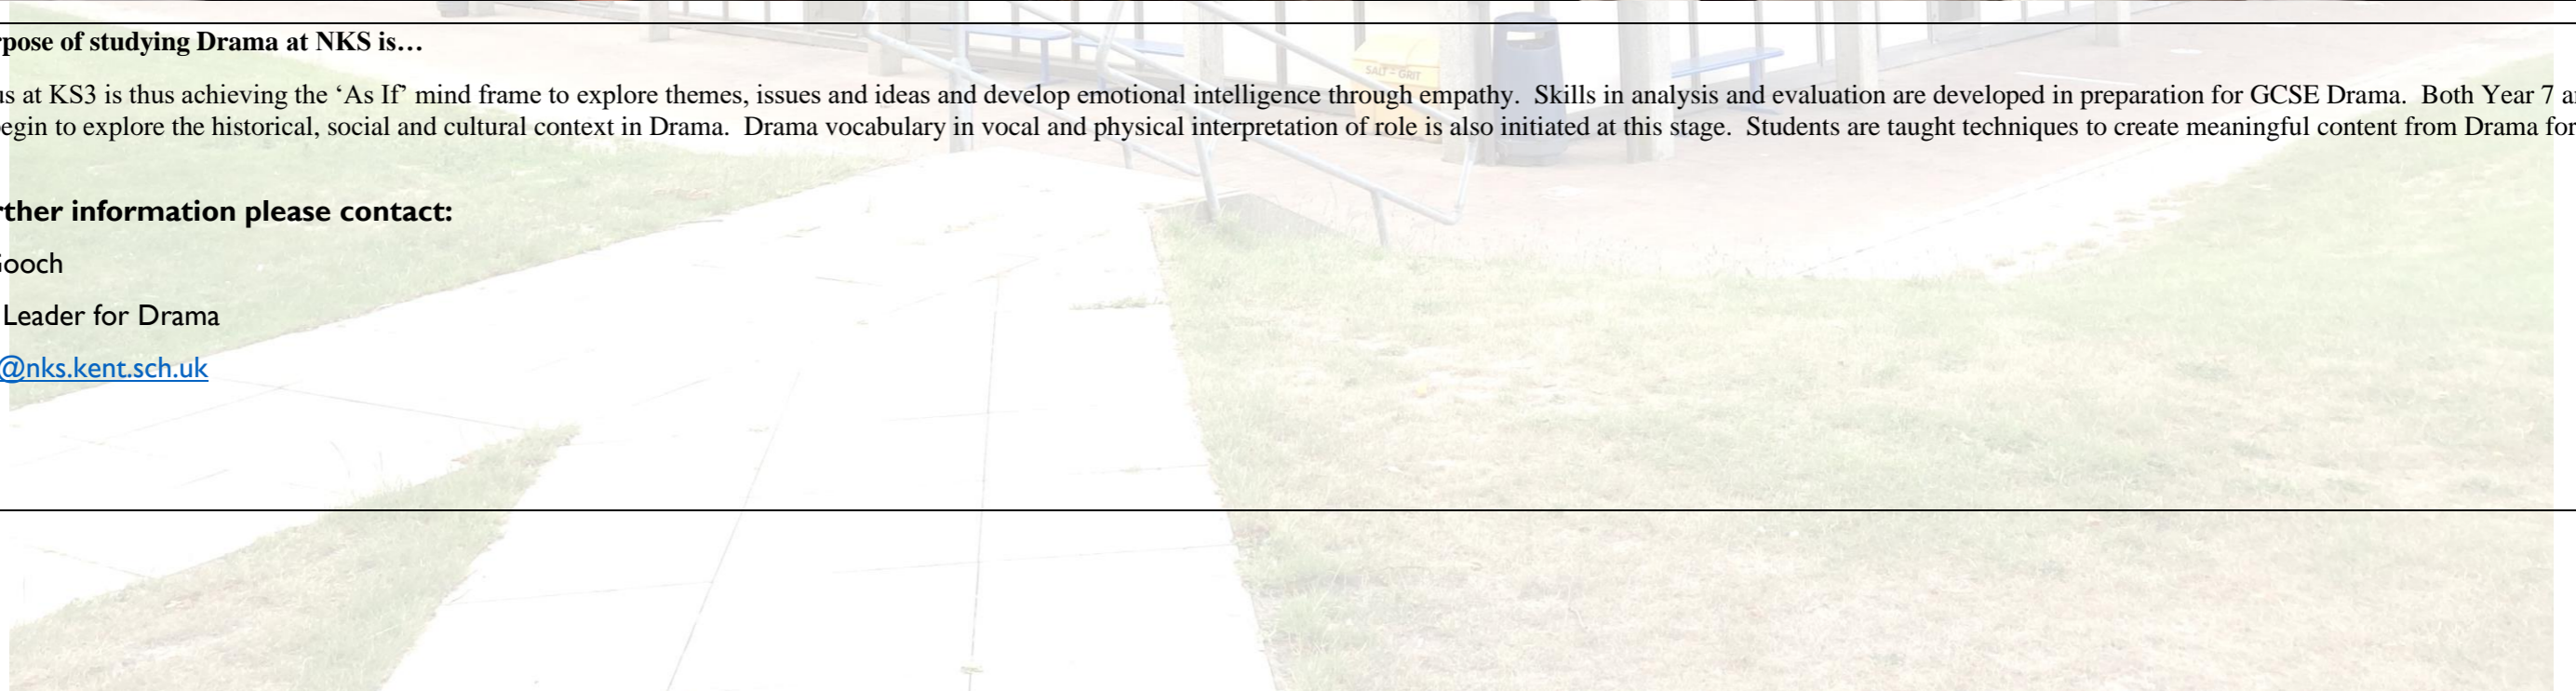 rpose of studying Drama at NKS is…
us at KS3 is thus achieving the ‘As If’ mind frame to explore themes, issues and ideas and develop emotional intelligence through empathy.  Skills in analysis and evaluation are developed in preparation for GCSE Drama.  Both Year 7 a
egin to explore the historical, social and cultural context in Drama.  Drama vocabulary in vocal and physical interpretation of role is also initiated at this stage.  Students are taught techniques to create meaningful content from Drama for
SALT - GRIT
rther information please contact:
Gooch
Leader for Drama
@nks.kent.sch.uk